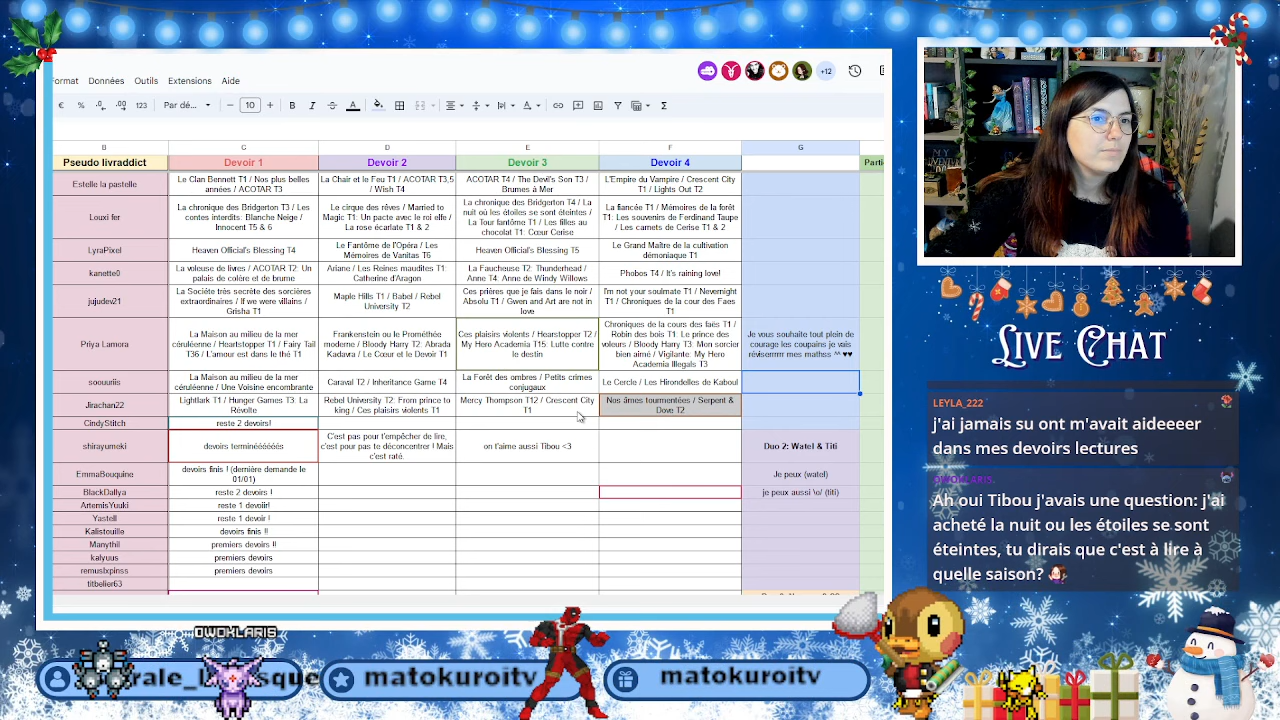 ormat Données Outils Extensions Aide
+12
€ % .0 .00 123 Par dé... - 10 + B I A Σ
B C D E F G
Pseudo livraddict Devoir 1 Devoir 2 Devoir 3 Devoir 4 Parti
Estelle la pastelle
Le Clan Bennett T1 / Nos plus belles
années / ACOTAR T3
La Chair et le Feu T1 / ACOTAR T3,5
/ Wish T4
ACOTAR T4 / The Devil's Son T3 /
Brumes à Mer
L'Empire du Vampire / Crescent City
T1 / Lights Out T2
Louxi fer
La chronique des Bridgerton T3 / Les
contes interdits: Blanche Neige /
Innocent T5 & 6
Le cirque des rêves / Married to
Magic T1: Un pacte avec le roi elfe /
La rose écarlate T1 & 2
La chronique des Bridgerton T4 / La
nuit où les étoiles se sont éteintes /
La Tour fantôme T1 / Les filles au
chocolat T1: Cœur Cerise
La fiancée T1 / Mémoires de la forêt
T1: Les souvenirs de Ferdinand Taupe
/ Les carnets de Cerise T1 & 2
LyraPixel
Heaven Official's Blessing T4
Le Fantôme de l'Opéra / Les
Mémoires de Vanitas T6
Heaven Official's Blessing T5
Le Grand Maître de la cultivation
démoniaque T1
kanette0
La voleuse de livres / ACOTAR T2: Un
palais de colère et de brume
Ariane / Les Reines maudites T1:
Catherine d'Aragon
La Faucheuse T2: Thunderhead /
Anne T4: Anne de Windy Willows
Phobos T4 / It's raining love!
jujudev21
La Société très secrète des sorcières
extraordinaires / If we were villains /
Grisha T1
Maple Hills T1 / Babel / Rebel
University T2
Ces prières que je fais dans le noir /
Absolu T1 / Gwen and Art are not in
love
I'm not your soulmate T1 / Nevernight
T1 / Chroniques de la cour des Faes
T1
Priya Lamora
La Maison au milieu de la mer
céruléenne / Heartstopper T1 / Fairy Tail
T36 / L'amour est dans le thé T1
Frankenstein ou le Prométhée
moderne / Bloody Harry T2: Abrada
Kadavra / Le Cœur et le Devoir T1
Ces plaisirs violents / Hearstopper T2 /
My Hero Academia T15: Lutte contre
le destin
Chroniques de la cours des faës T1 /
Robin des bois T1: Le prince des
voleurs / Bloody Harry T3: Mon sorcier
bien aimé / Vigilante: My Hero
Academia Illegals T3
Je vous souhaite tout plein de
courage les coupains je vais
réviserrrrr mes mathss ^^ ♥♥
soouuriis
La Maison au milieu de la mer
céruléenne / Une Voisine encombrante
Caraval T2 / Inheritance Game T4
La Forêt des ombres / Petits crimes
conjugaux
Le Cercle / Les Hirondelles de Kaboul
Jirachan22
Lightlark T1 / Hunger Games T3: La
Révolte
Rebel University T2: From prince to
king / Ces plaisirs violents T1
Mercy Thompson T12 / Crescent City
T1
Nos âmes tourmentées / Serpent &
Dove T2
CindyStitch reste 2 devoirs!
shirayumeki devoirs terminééééééés
C'est pas pour t'empêcher de lire,
c'est pour pas te déconcentrer ! Mais
c'est raté.
on t'aime aussi Tibou <3
Duo 2: Watel & Titi
EmmaBouquine
devoirs finis ! (dernière demande le
01/01)
Je peux (watel)
BlackDallya reste 2 devoirs ! je peux aussi \o/ (titi)
ArtemisYuuki reste 1 devoiir!
Yastell reste 1 devoir !
Kalistouille devoirs finis !!
Manythil premiers devoirs !!
kalyuus premiers devoirs
remuslxpinss premiers devoirs
titbelier63
LIVE CHAT
LEYLA_222
j'ai jamais su ont m'avait aideeeer
dans mes devoirs lectures
Ah oui Tibou j'avais une question: j'ai
acheté la nuit ou les étoiles se sont
éteintes, tu dirais que c'est à lire à
quelle saison?
OWOKLARIS
matokuroitv
matokuroitv